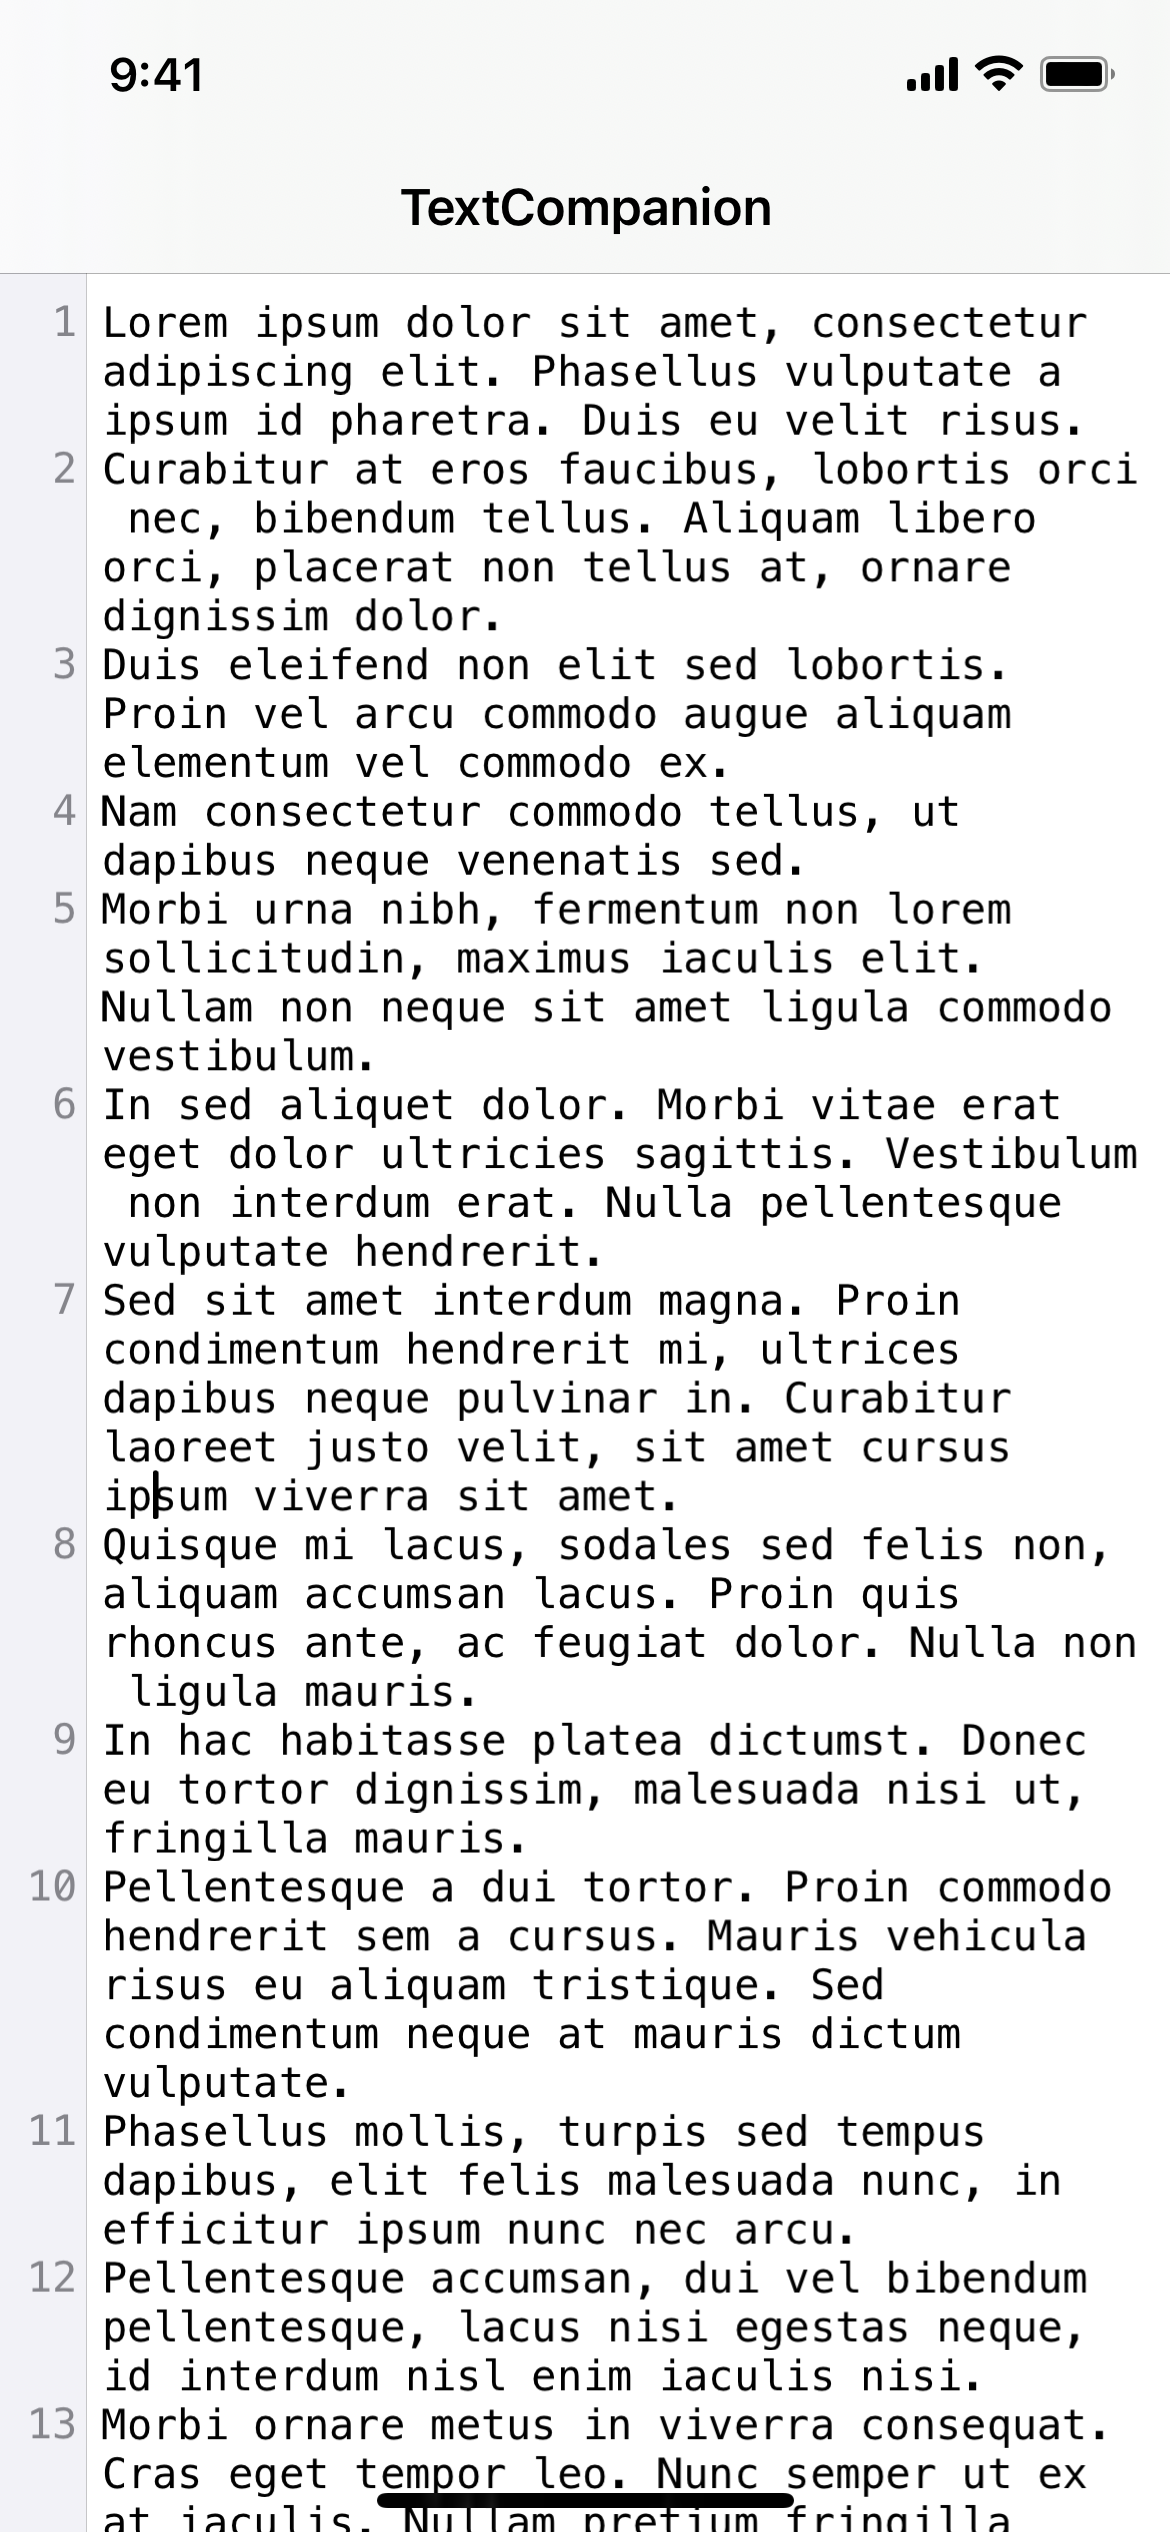 9:41
TextCompanion
1 Lorem ipsum dolor sit amet, consectetur
adipiscing elit. Phasellus vulputate a
ipsum id pharetra. Duis eu velit risus.
2 Curabitur at eros faucibus, lobortis orci
nec, bibendum tellus. Aliquam libero
orci, placerat non tellus at, ornare
dignissim dolor.
3 Duis eleifend non elit sed lobortis.
Proin vel arcu commodo augue aliquam
elementum vel commodo ex.
4 Nam consectetur commodo tellus, ut
dapibus neque venenatis sed.
5 Morbi urna nibh, fermentum non lorem
sollicitudin, maximus iaculis elit.
Nullam non neque sit amet ligula commodo
vestibulum.
6 In sed aliquet dolor. Morbi vitae erat
eget dolor ultricies sagittis. Vestibulum
non interdum erat. Nulla pellentesque
vulputate hendrerit.
7 Sed sit amet interdum magna. Proin
condimentum hendrerit mi, ultrices
dapibus neque pulvinar in. Curabitur
laoreet justo velit, sit amet cursus
ipsum viverra sit amet.
8 Quisque mi lacus, sodales sed felis non,
aliquam accumsan lacus. Proin quis
rhoncus ante, ac feugiat dolor. Nulla non
ligula mauris.
9 In hac habitasse platea dictumst. Donec
eu tortor dignissim, malesuada nisi ut,
fringilla mauris.
10 Pellentesque a dui tortor. Proin commodo
hendrerit sem a cursus. Mauris vehicula
risus eu aliquam tristique. Sed
condimentum neque at mauris dictum
vulputate.
11 Phasellus mollis, turpis sed tempus
dapibus, elit felis malesuada nunc, in
efficitur ipsum nunc nec arcu.
12 Pellentesque accumsan, dui vel bibendum
pellentesque, lacus nisi egestas neque,
id interdum nisl enim iaculis nisi.
13 Morbi ornare metus in viverra consequat.
Cras eget tempor leo. Nunc semper ut ex
at iaculis. Nullam pretium fringilla